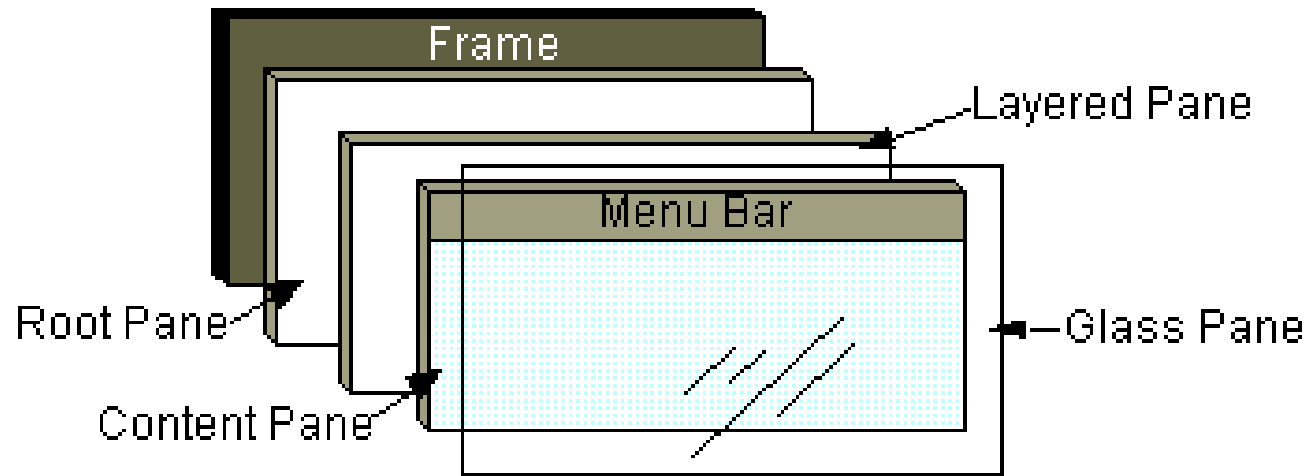 Frame
Layered Pane
Menu Bar
Root Pane
Glass Pane
Content Pane